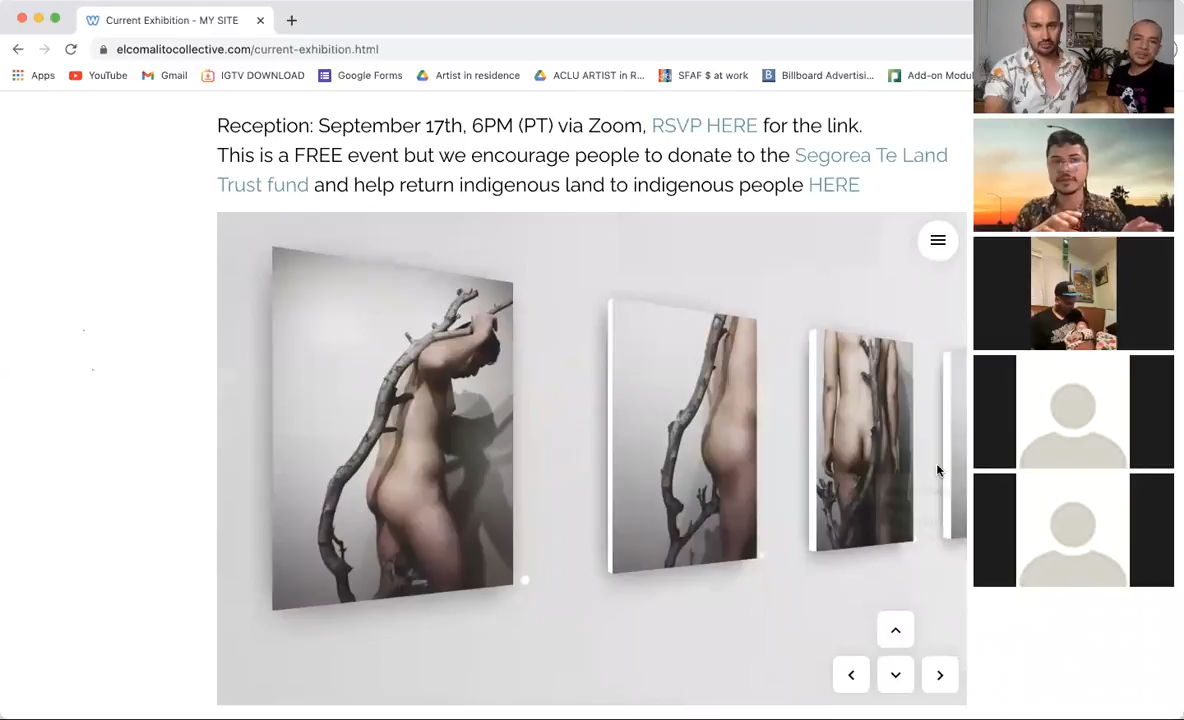 Current Exhibition - MY SITE
elcomalitocollective.com/current-exhibition.html
Apps YouTube Gmail IGTV DOWNLOAD Google Forms Artist in residence ACLU ARTIST in R... SFAF $ at work Billboard Advertisi... Add-on Modul
Reception: September 17th, 6PM (PT) via Zoom, RSVP HERE for the link.
This is a FREE event but we encourage people to donate to the Segorea Te Land
Trust fund and help return indigenous land to indigenous people HERE